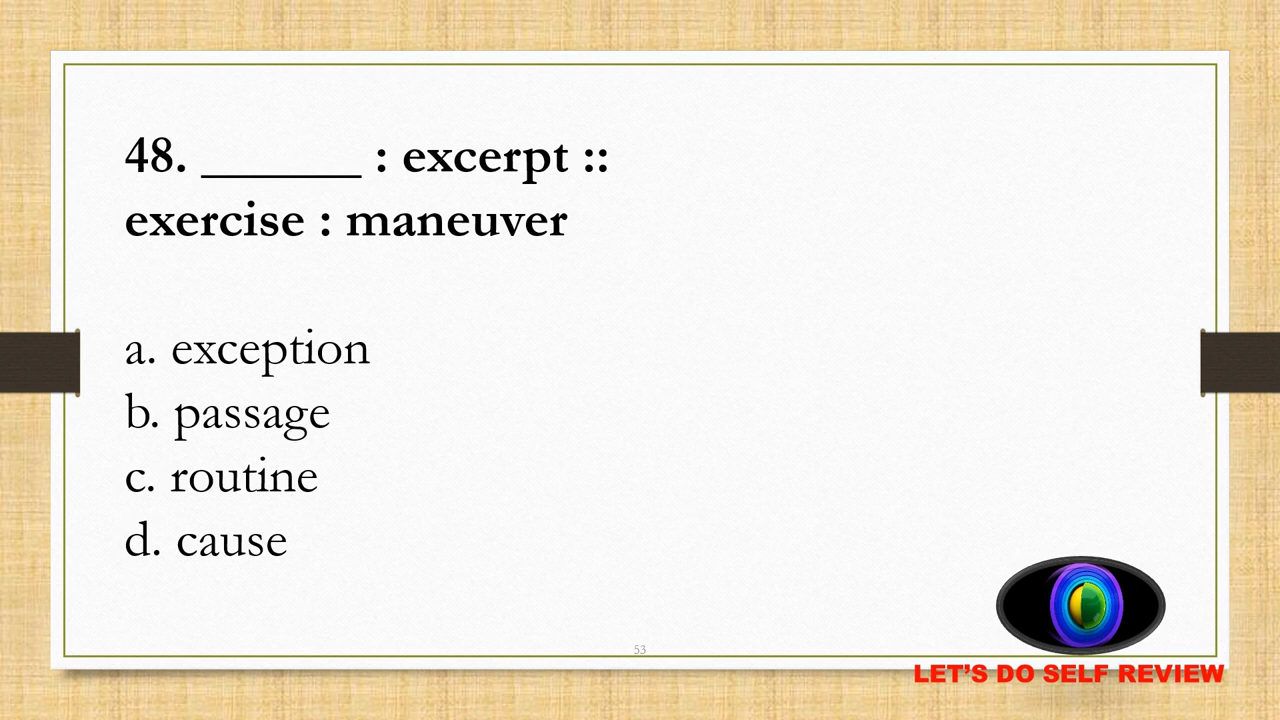 48. ______ : excerpt ::
exercise : maneuver
a. exception
b. passage
c. routine
d. cause
53
LET'S DO SELF REVIEW